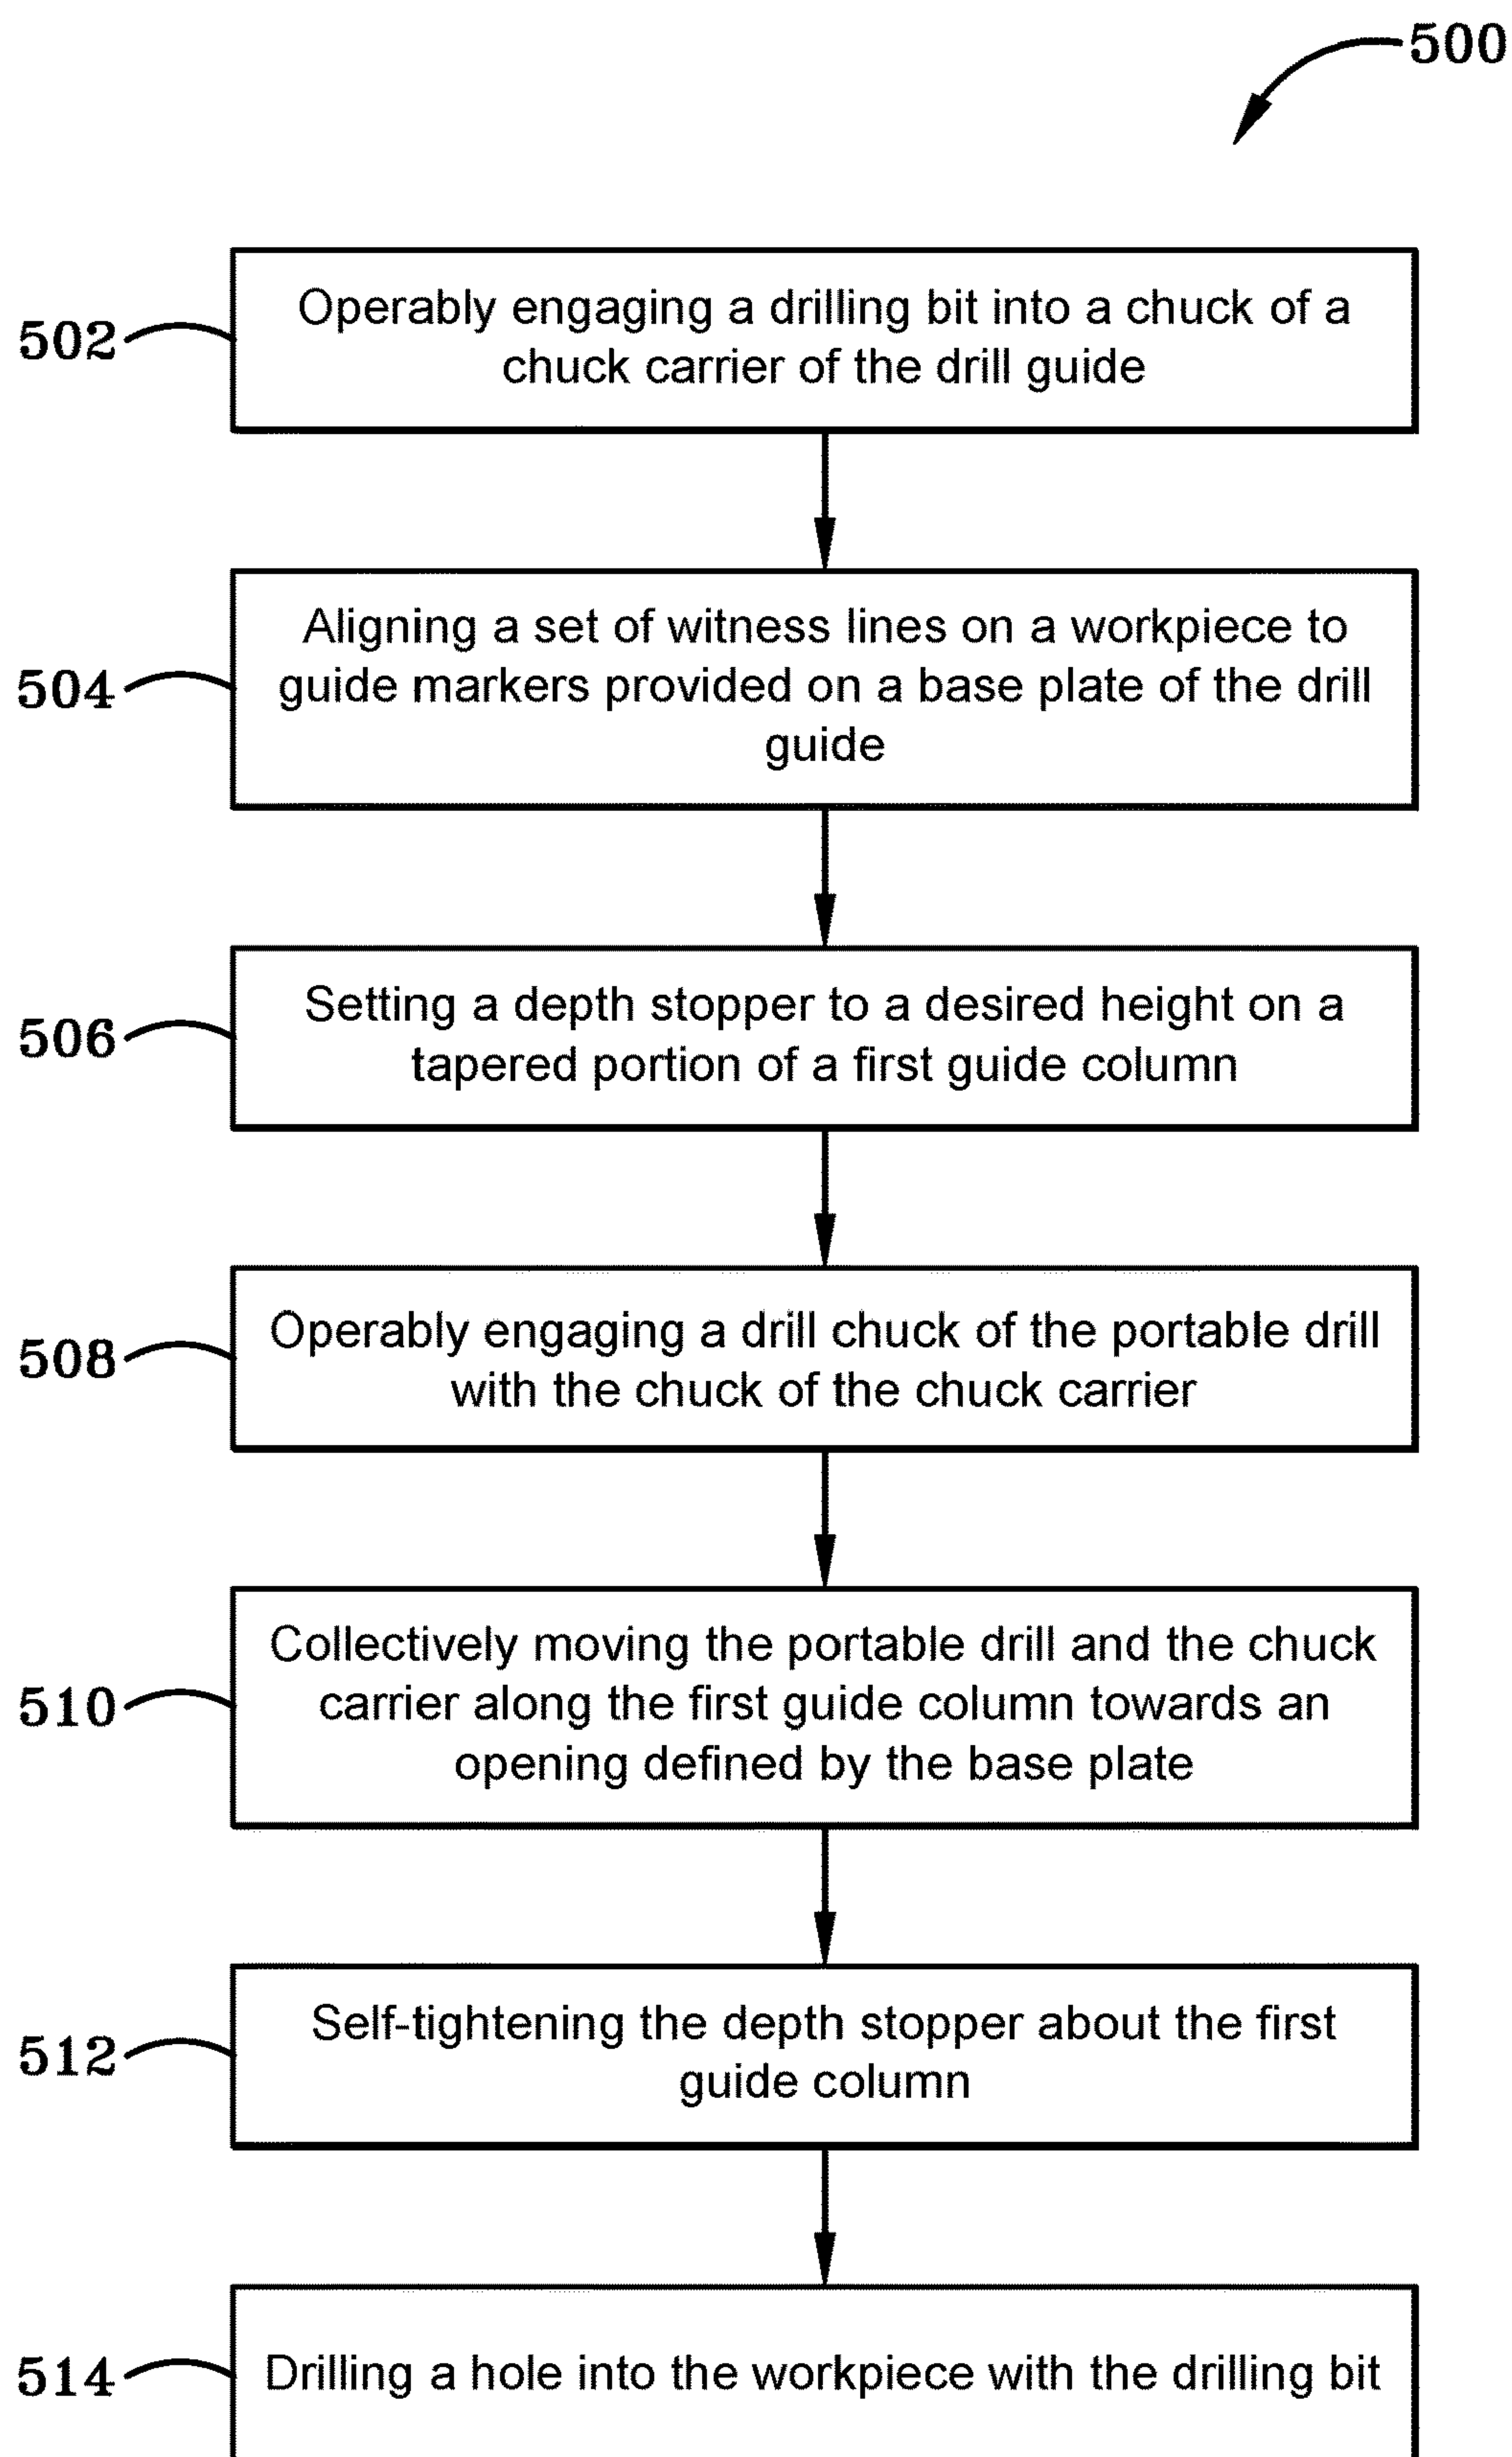 500
502
Operably engaging a drilling bit into a chuck of a
chuck carrier of the drill guide
504
Aligning a set of witness lines on a workpiece to
guide markers provided on a base plate of the drill
guide
506
Setting a depth stopper to a desired height on a
tapered portion of a first guide column
508
Operably engaging a drill chuck of the portable drill
with the chuck of the chuck carrier
510
Collectively moving the portable drill and the chuck
carrier along the first guide column towards an
opening defined by the base plate
512
Self-tightening the depth stopper about the first
guide column
514
Drilling a hole into the workpiece with the drilling bit